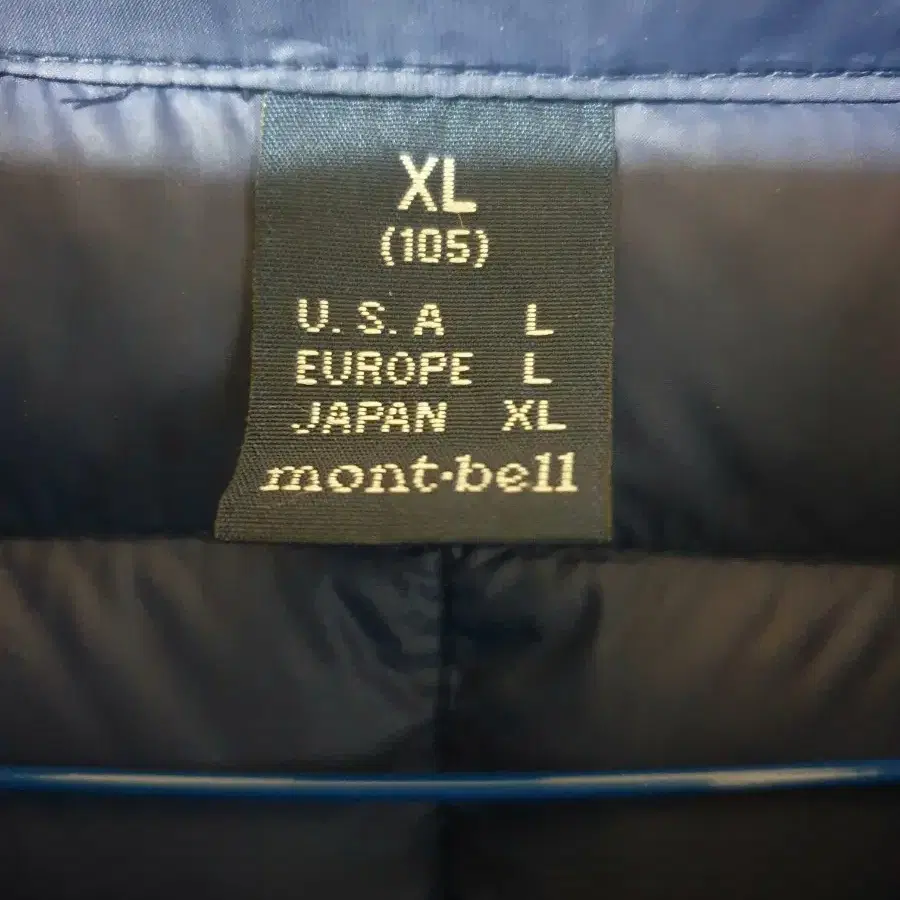 XL
(105)
U.S.A L
EUROPE L
JAPAN XL
mont-bell